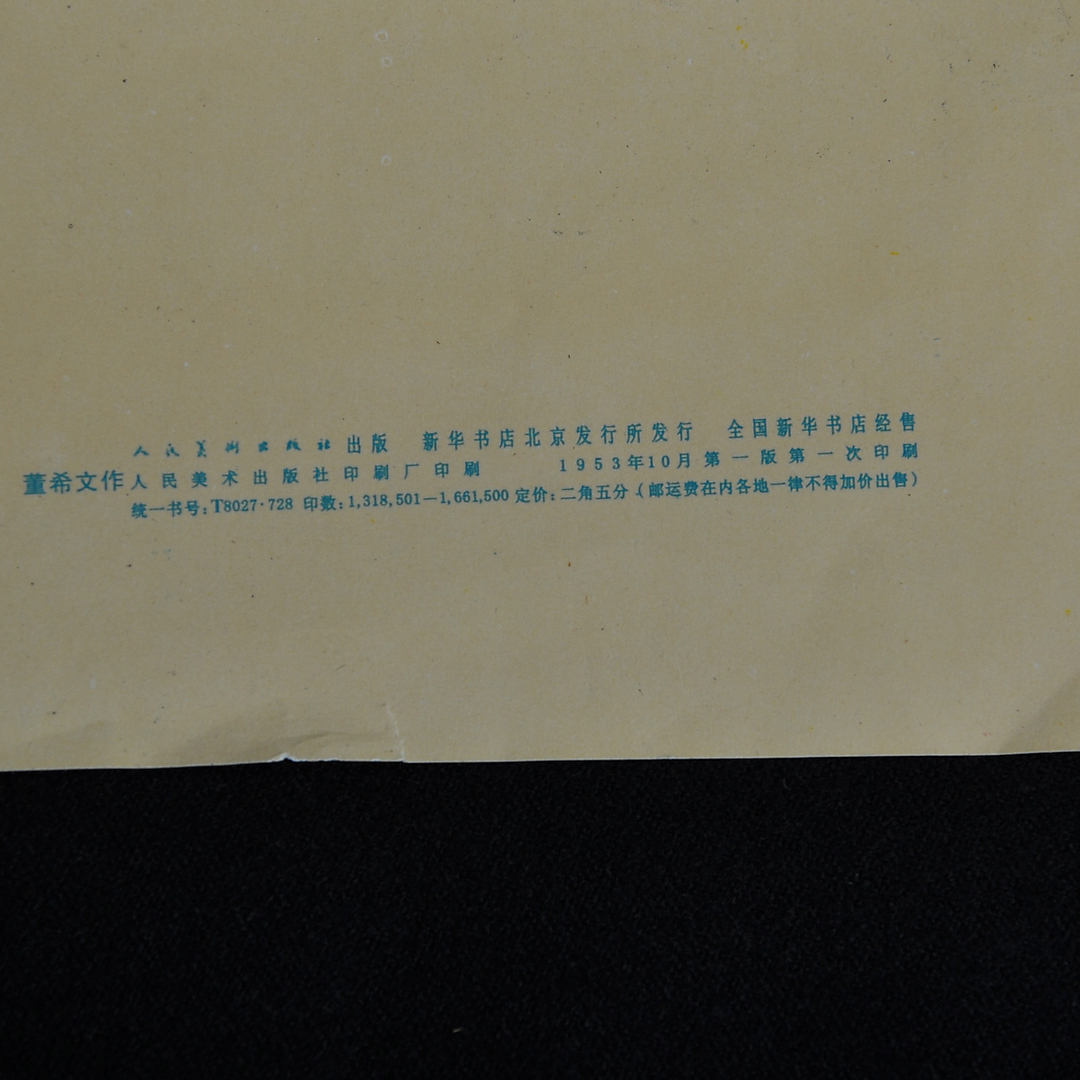 人民美术出版社出版 新华书店北京发行所发行 全国新华书店经售
董希文作 人民美术出版社印刷厂印刷 1953年10月第一版第一次印刷
统一书号:T8027·728 印数:1,318,501—1,661,500 定价:二角五分(邮运费在内各地一律不得加价出售)